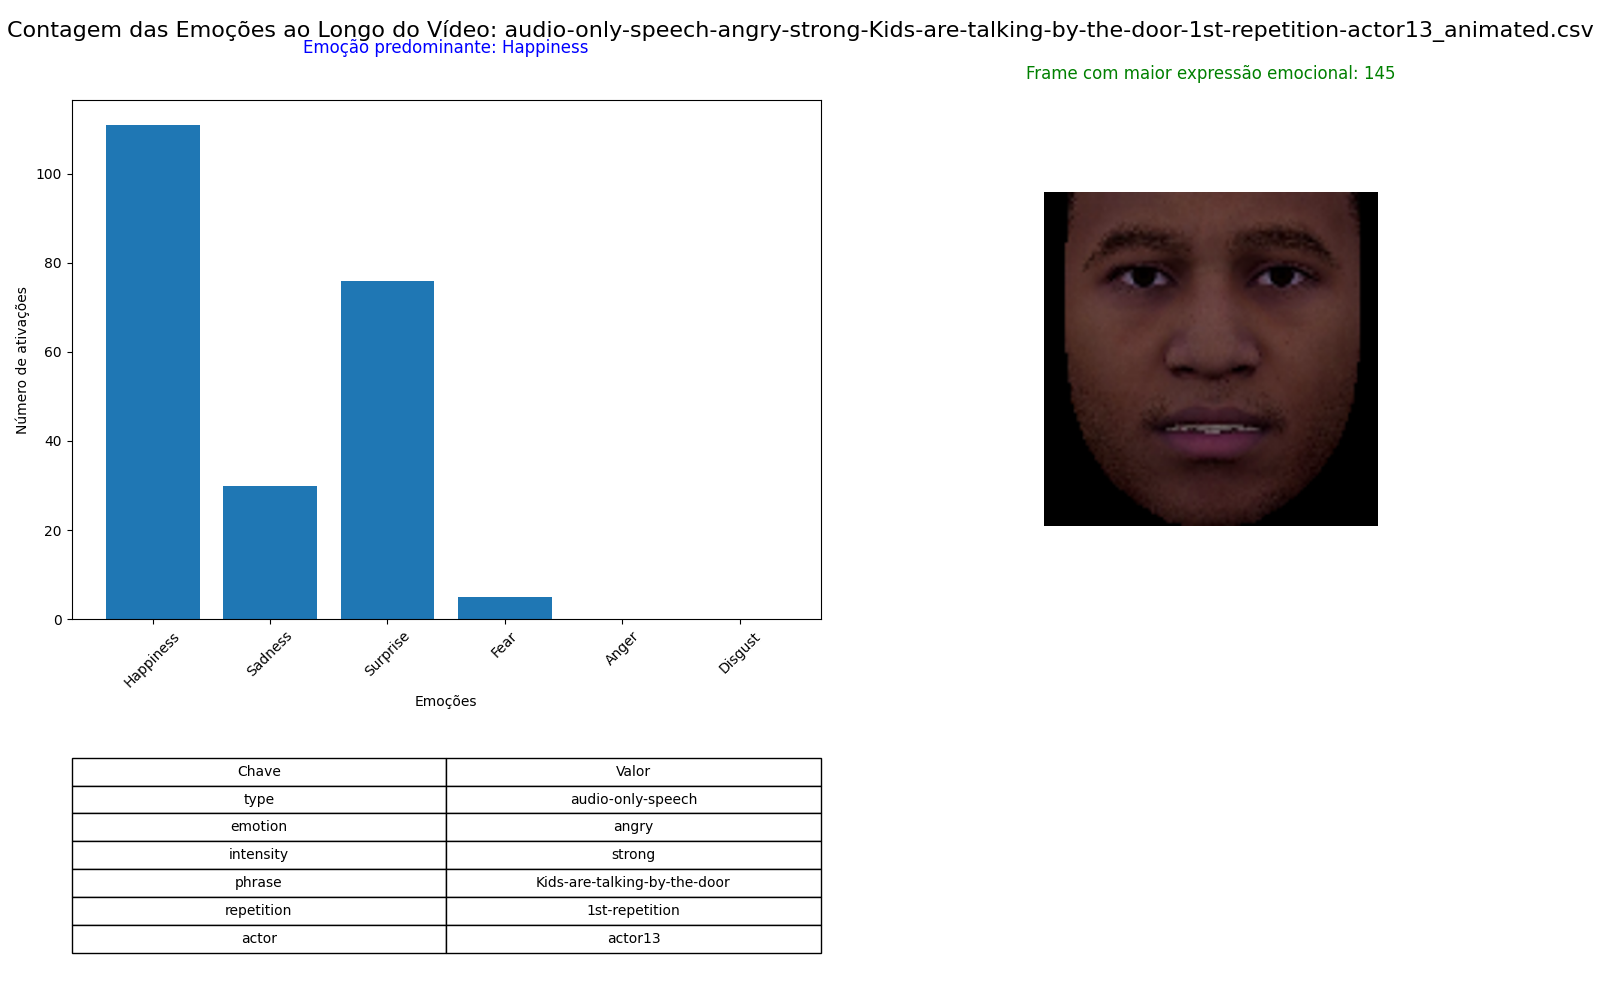 Contagem das Emoções ao Longo do Vídeo: audio-only-speech-angry-strong-Kids-are-talking-by-the-door-1st-repetition-actor13_animated.csv
Emoção predominante: Happiness
Frame com maior expressão emocional: 145
Número de ativações
100
80
60
40
20
0
Happiness
Sadness
Surprise
Fear
Anger
Disgust
Emoções
Chave Valor
type audio-only-speech
emotion angry
intensity strong
phrase Kids-are-talking-by-the-door
repetition 1st-repetition
actor actor13